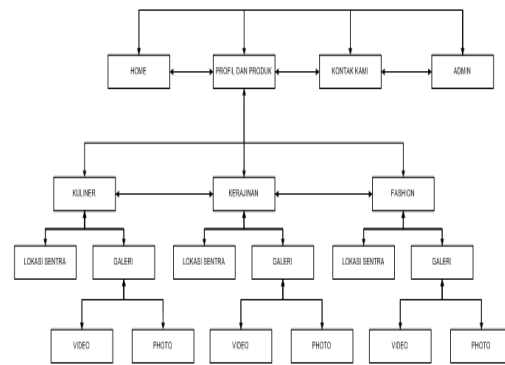 HOME
PROFIL DAN PRODUK
KONTAK KAMI
ADMIN
KULINER
KERAJINAN
FASHION
LOKASI SENTRA
GALERI
LOKASI SENTRA
GALERI
LOKASI SENTRA
GALERI
VIDEO
PHOTO
VIDEO
PHOTO
VIDEO
PHOTO